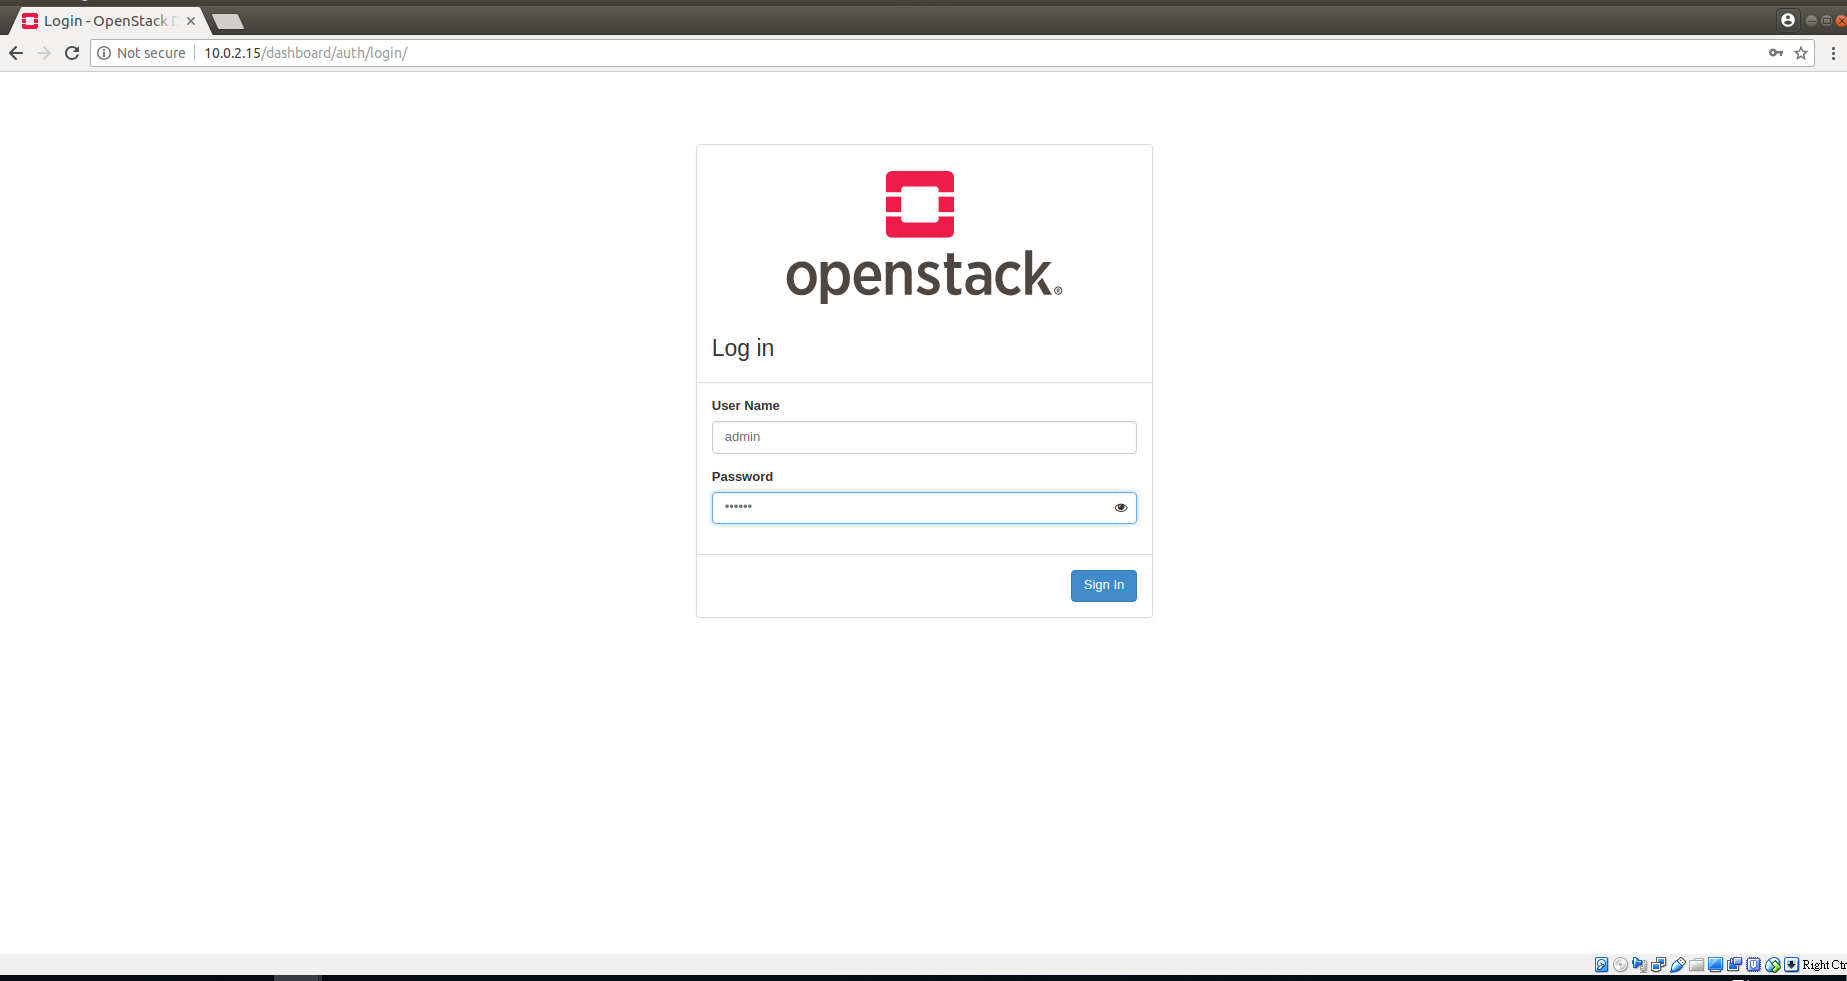 Login - OpenStack D
Not secure
10.0.2.15/dashboard/auth/login/
openstack®
Log in
User Name
admin
Password
••••••
Sign In
Right Ctr